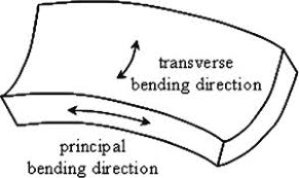 transverse
bending direction
principal
bending direction